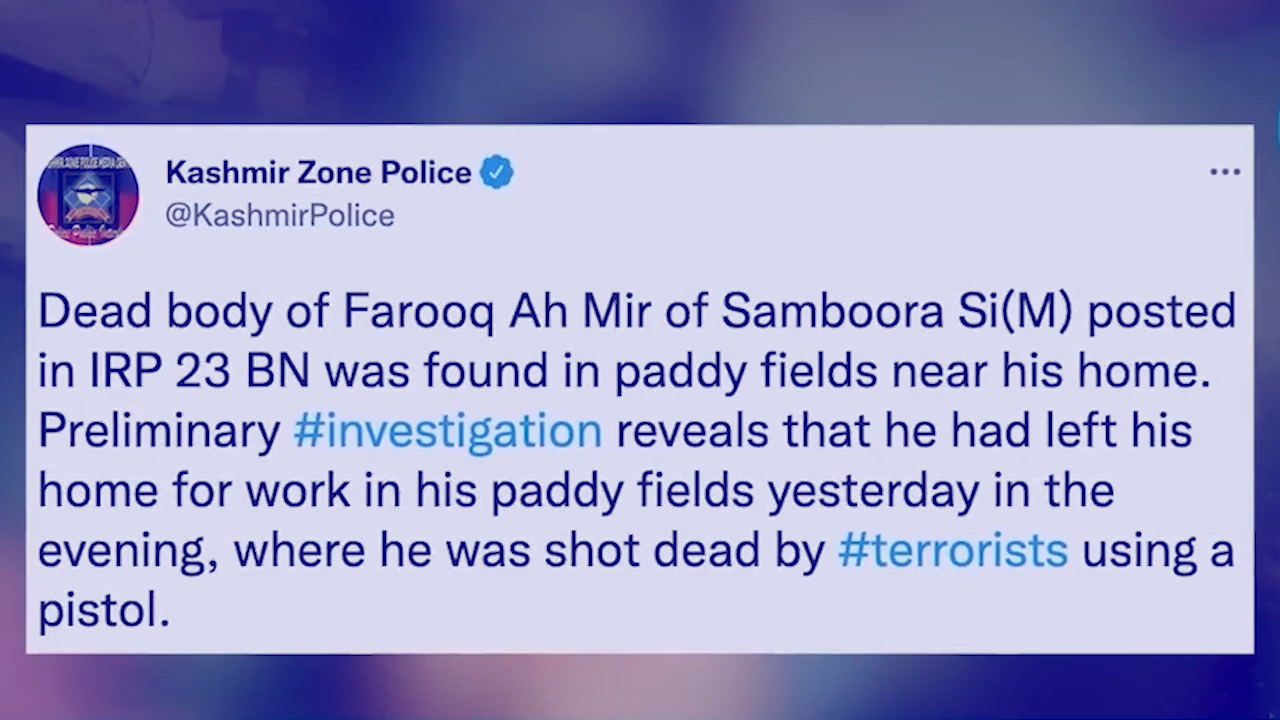 Kashmir Zone Police
@KashmirPolice
Dead body of Farooq Ah Mir of Samboora Si(M) posted
in IRP 23 BN was found in paddy fields near his home.
Preliminary #investigation reveals that he had left his
home for work in his paddy fields yesterday in the
evening, where he was shot dead by #terrorists using a
pistol.